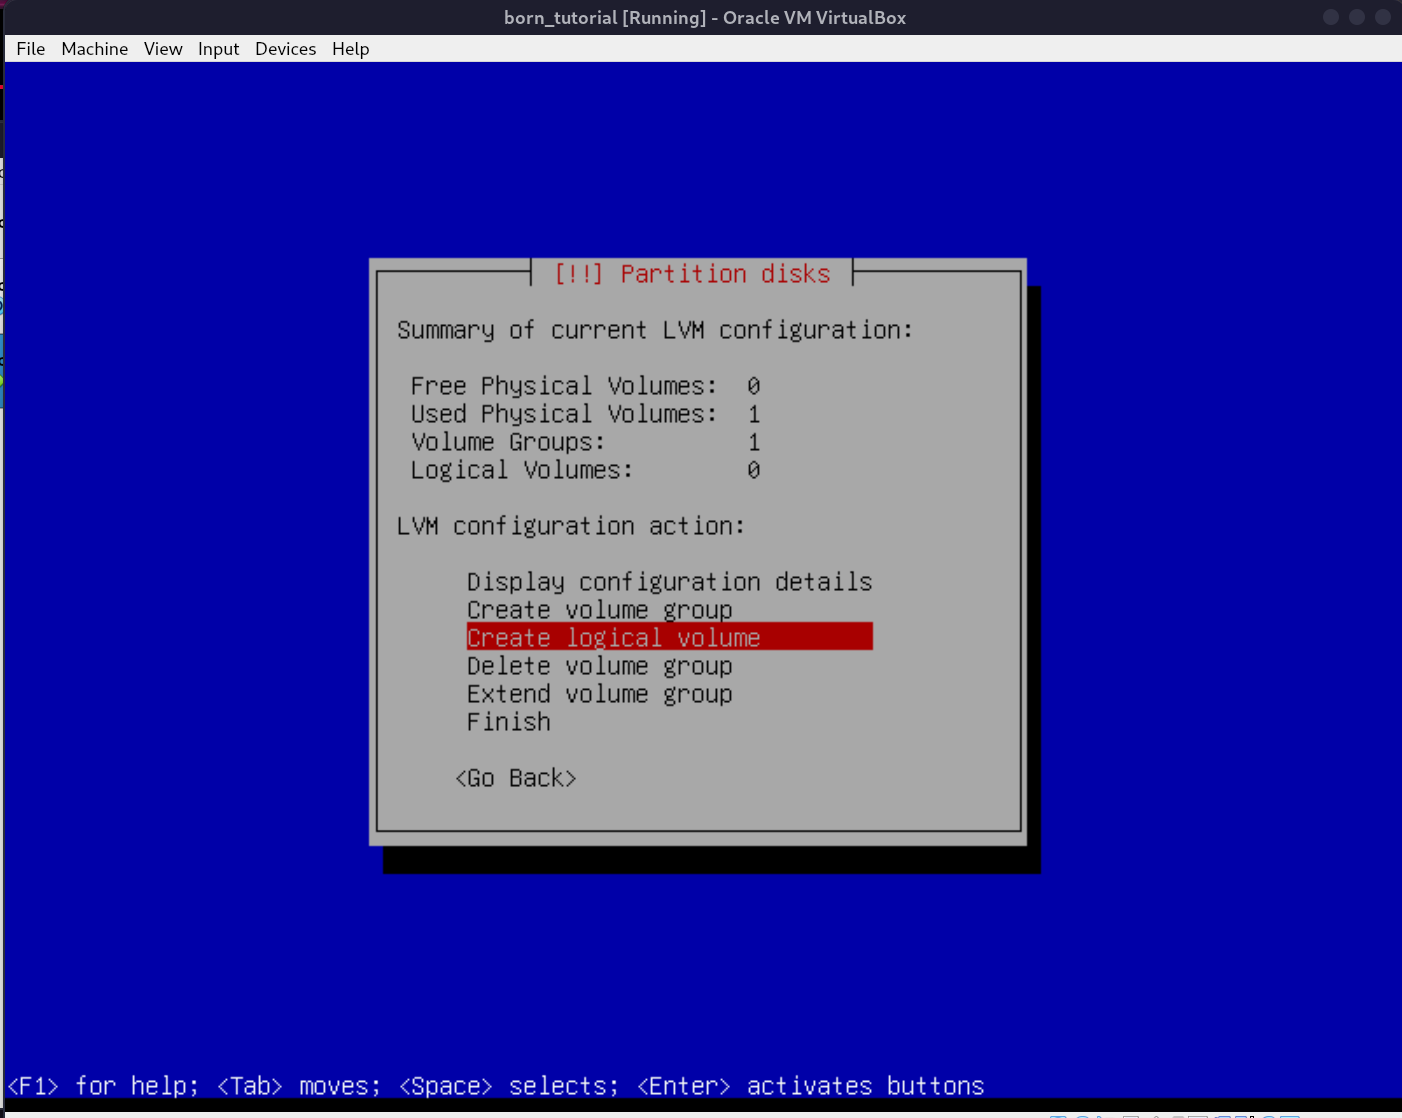 born_tutorial [Running] - Oracle VM VirtualBox
File Machine View Input Devices Help
[!!] Partition disks
Summary of current LVM configuration:
Free Physical Volumes: 0
Used Physical Volumes: 1
Volume Groups: 1
Logical Volumes: 0
LVM configuration action:
Display configuration details
Create volume group
Create logical volume
Delete volume group
Extend volume group
Finish
<Go Back>
<F1> for help; <Tab> moves; <Space> selects; <Enter> activates buttons